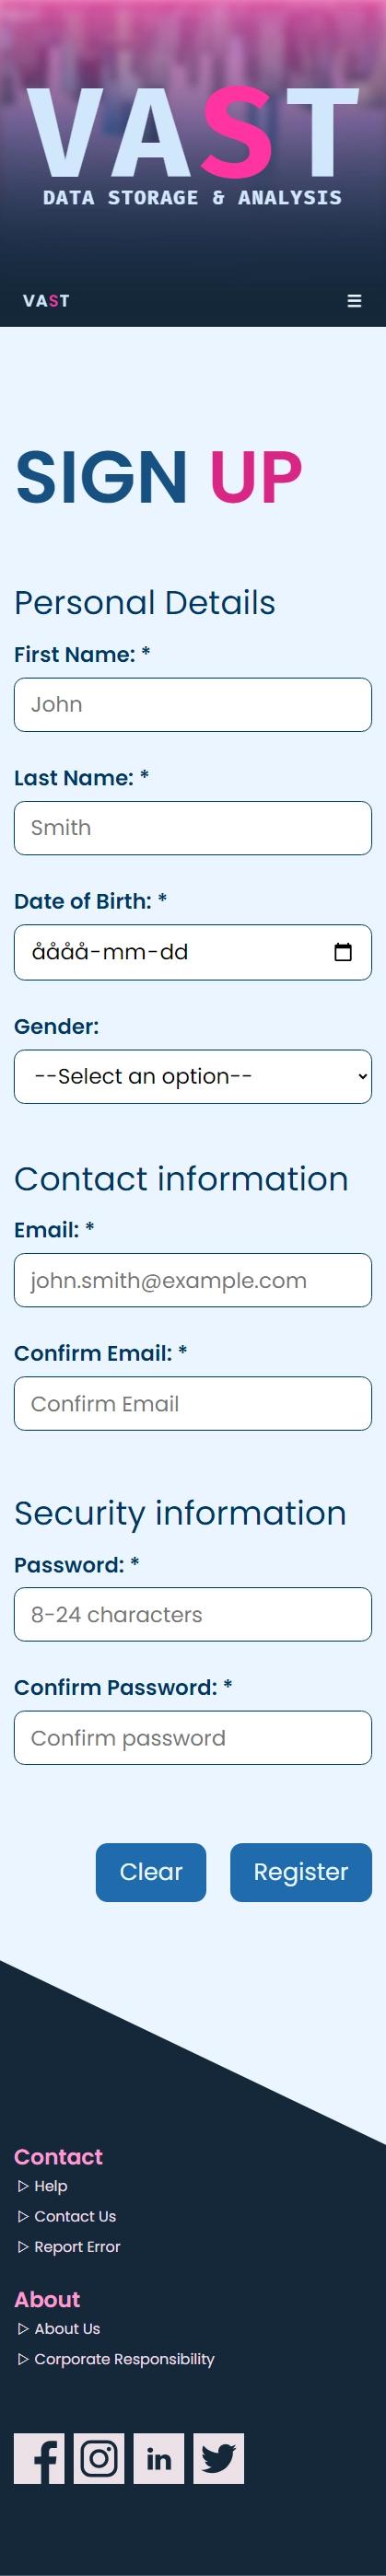 VAST
DATA STORAGE & ANALYSIS
VAST
SIGN UP
Personal Details
First Name: *
John
Last Name: *
Smith
Date of Birth: *
åååå-mm-dd
Gender:
--Select an option--
Contact information
Email: *
john.smith@example.com
Confirm Email: *
Confirm Email
Security information
Password: *
8-24 characters
Confirm Password: *
Confirm password
Clear Register
Contact
▷ Help
▷ Contact Us
▷ Report Error
About
▷ About Us
▷ Corporate Responsibility